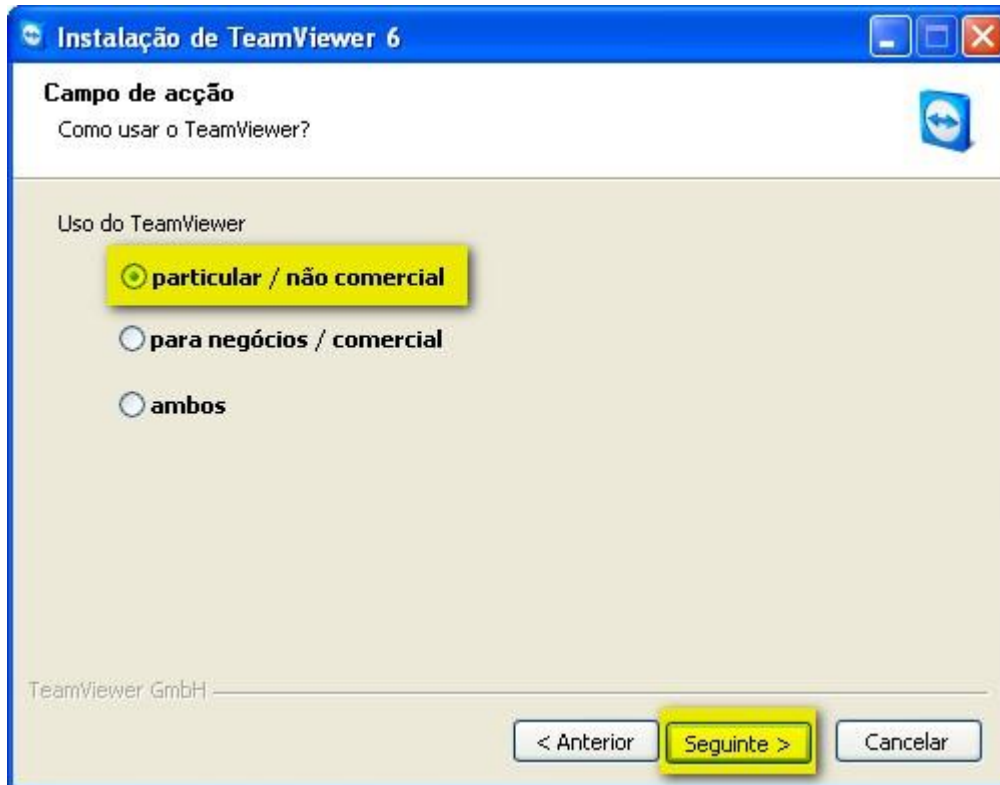 Instalação de TeamViewer 6
Campo de acção
Como usar o TeamViewer?
Uso do TeamViewer
particular / não comercial
para negócios / comercial
ambos
TeamViewer GmbH
< Anterior
Seguinte >
Cancelar